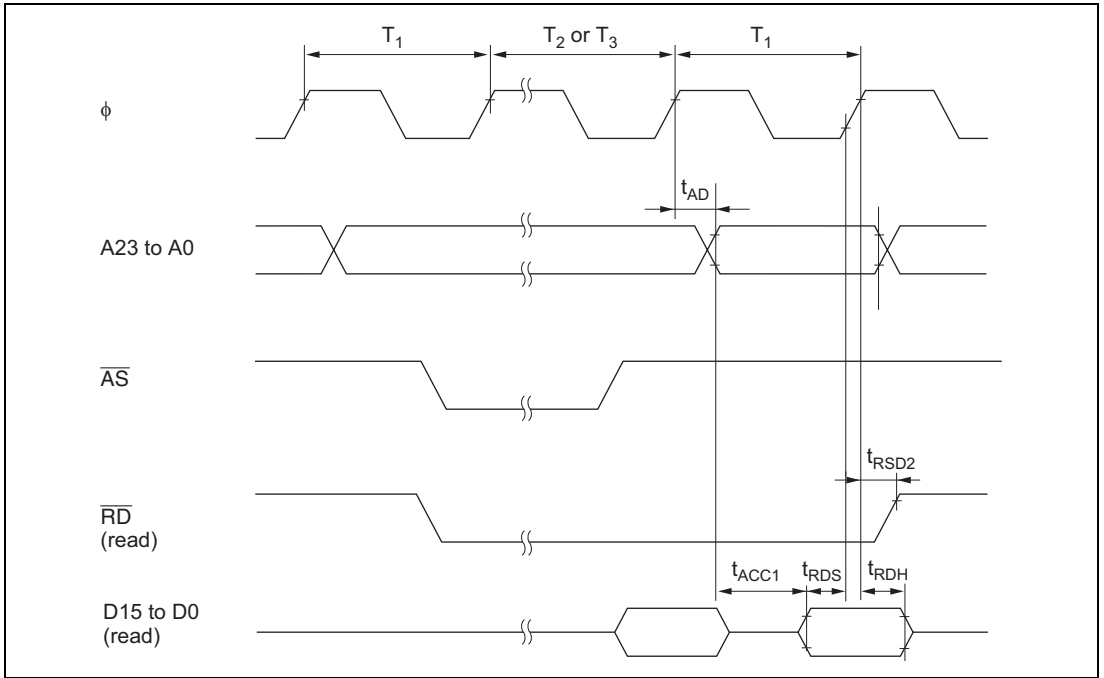 T1 T2 or T3 T1
ϕ
tAD
A23 to A0
AS
tRSD2
RD
(read)
tACC1 tRDS tRDH
D15 to D0
(read)